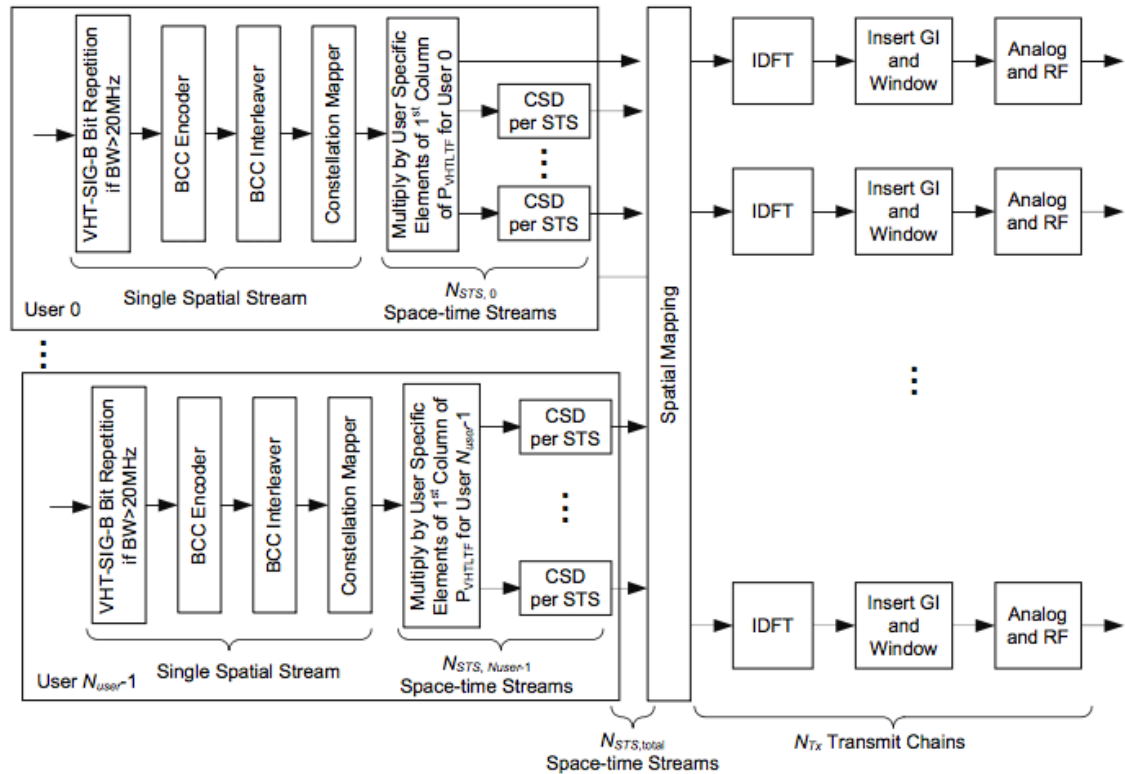 VHT-SIG-B Bit Repetition
if BW>20MHz
BCC Encoder
BCC Interleaver
Constellation Mapper
Multiply by User Specific
Elements of 1st Column
of PVHTLTF for User 0
CSD
per STS
CSD
per STS
Single Spatial Stream
NSTS, 0
Space-time Streams
User 0
VHT-SIG-B Bit Repetition
if BW>20MHz
BCC Encoder
BCC Interleaver
Constellation Mapper
Multiply by User Specific
Elements of 1st Column of
PVHTLTF for User Nuser-1
CSD
per STS
CSD
per STS
Single Spatial Stream
NSTS, Nuser-1
Space-time Streams
User Nuser-1
NSTS,total
Space-time Streams
Spatial Mapping
IDFT
Insert GI
and
Window
Analog
and RF
IDFT
Insert GI
and
Window
Analog
and RF
IDFT
Insert GI
and
Window
Analog
and RF
NTx Transmit Chains